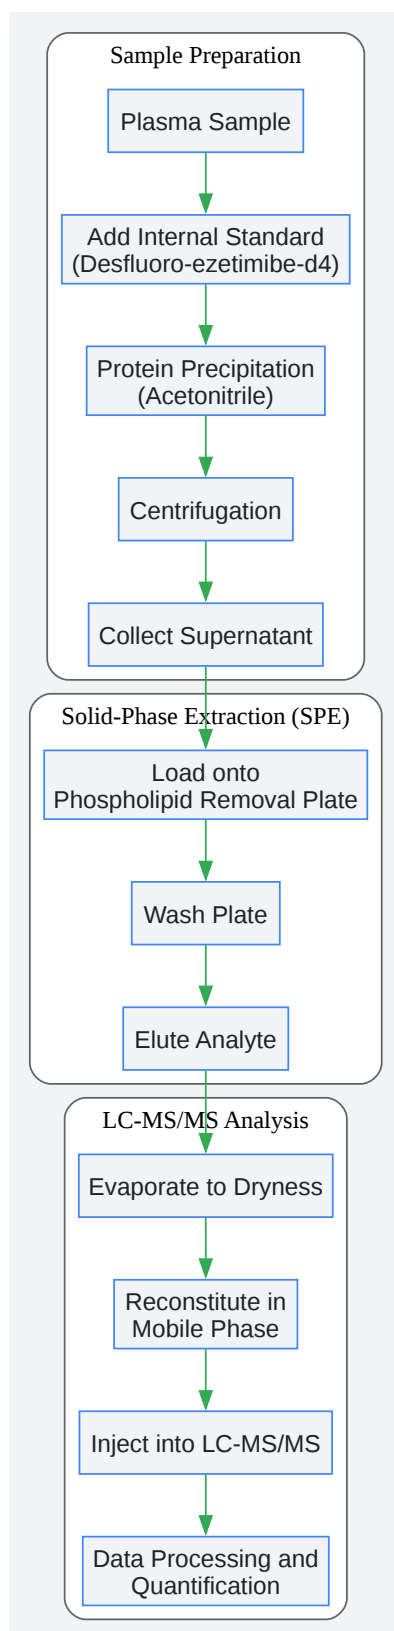 Sample Preparation
Plasma Sample
Add Internal Standard
(Desfluoro-ezetimibe-d4)
Protein Precipitation
(Acetonitrile)
Centrifugation
Collect Supernatant
Solid-Phase Extraction (SPE)
Load onto
Phospholipid Removal Plate
Wash Plate
Elute Analyte
LC-MS/MS Analysis
Evaporate to Dryness
Reconstitute in
Mobile Phase
Inject into LC-MS/MS
Data Processing and
Quantification